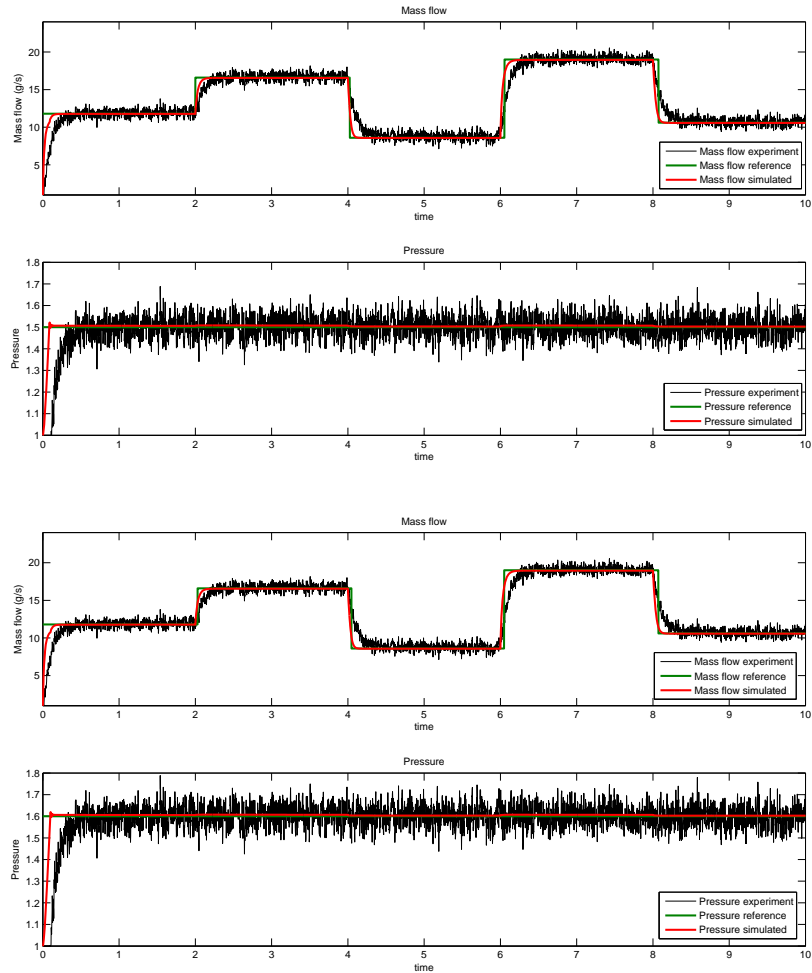 Mass flow
Mass flow (g/s)
20
15
10
5
Mass flow experiment
Mass flow reference
Mass flow simulated
0 1 2 3 4 5 6 7 8 9 10
time
Pressure
Pressure
1.8
1.7
1.6
1.5
1.4
1.3
1.2
1.1
1
Pressure experiment
Pressure reference
Pressure simulated
0 1 2 3 4 5 6 7 8 9 10
time
Mass flow
Mass flow (g/s)
20
15
10
5
Mass flow experiment
Mass flow reference
Mass flow simulated
0 1 2 3 4 5 6 7 8 9 10
time
Pressure
Pressure
1.8
1.7
1.6
1.5
1.4
1.3
1.2
1.1
1
Pressure experiment
Pressure reference
Pressure simulated
0 1 2 3 4 5 6 7 8 9 10
time